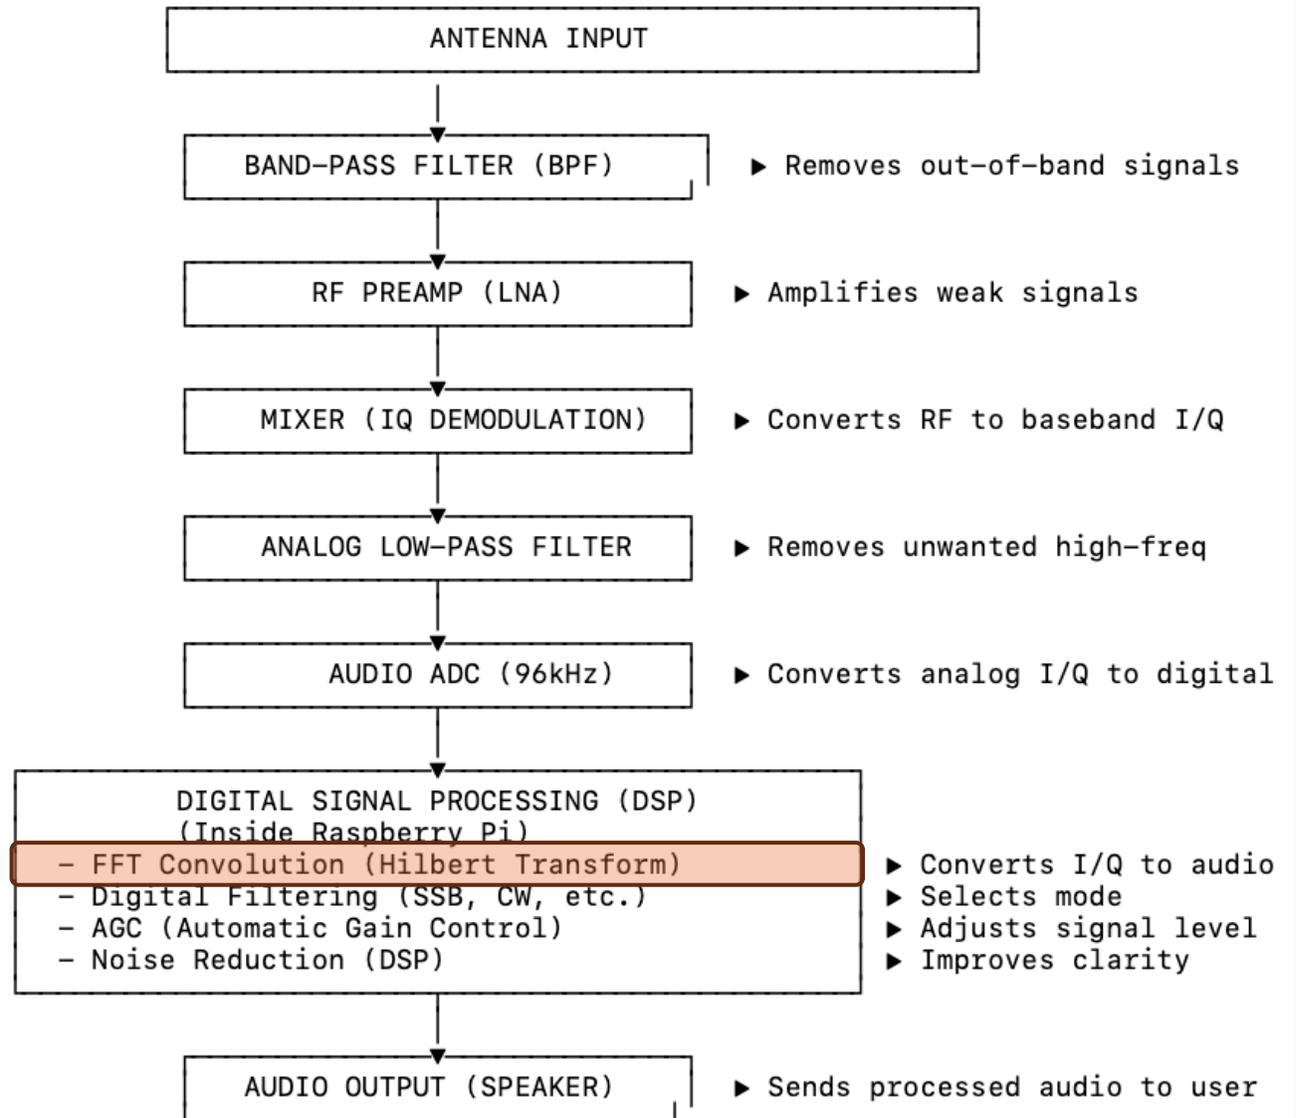 ANTENNA INPUT
BAND-PASS FILTER (BPF) ▶ Removes out-of-band signals
RF PREAMP (LNA) ▶ Amplifies weak signals
MIXER (IQ DEMODULATION) ▶ Converts RF to baseband I/Q
ANALOG LOW-PASS FILTER ▶ Removes unwanted high-freq
AUDIO ADC (96kHz) ▶ Converts analog I/Q to digital
DIGITAL SIGNAL PROCESSING (DSP)
(Inside Raspberry Pi)
– FFT Convolution (Hilbert Transform) ▶ Converts I/Q to audio
– Digital Filtering (SSB, CW, etc.) ▶ Selects mode
– AGC (Automatic Gain Control) ▶ Adjusts signal level
– Noise Reduction (DSP) ▶ Improves clarity
AUDIO OUTPUT (SPEAKER) ▶ Sends processed audio to user